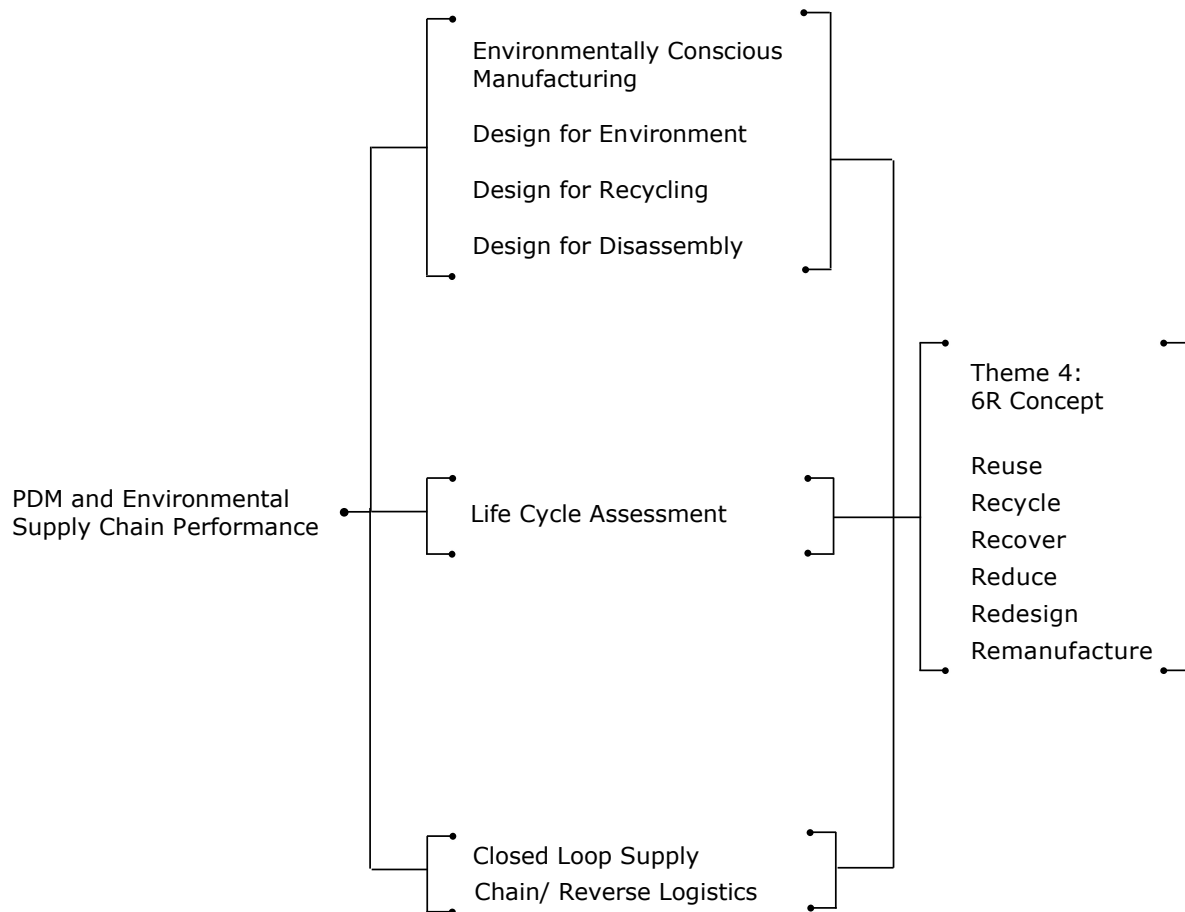 Environmentally Conscious
Manufacturing
Design for Environment
Design for Recycling
Design for Disassembly
PDM and Environmental
Supply Chain Performance
Life Cycle Assessment
Closed Loop Supply
Chain/ Reverse Logistics
Theme 4:
6R Concept
Reuse
Recycle
Recover
Reduce
Redesign
Remanufacture